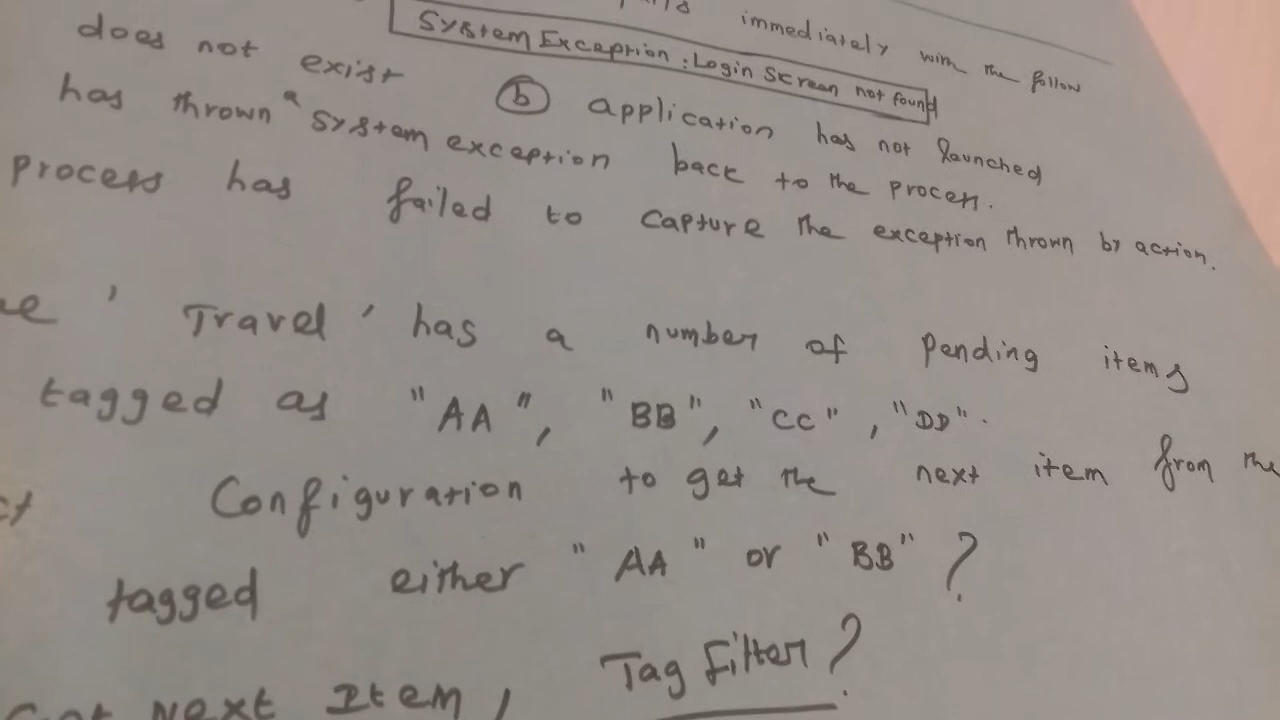 immediately with the follow
System Exception : Login Screen not found
does not exist (b) application has not launched
has thrown a system exception back to the process.
process has failed to capture the exception thrown by action.
' Travel ' has a number of pending items
tagged as "AA", "BB", "CC", "DD".
Configuration to get the next item from the
tagged either "AA" or "BB" ?
Next Item, Tag Filter?